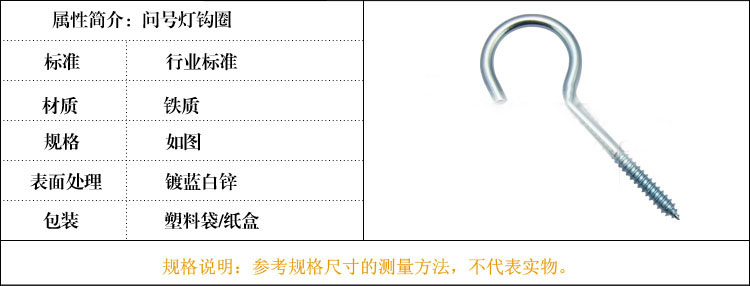 属性简介：问号灯钩圈
标准 行业标准
材质 铁质
规格 如图
表面处理 镀蓝白锌
包装 塑料袋/纸盒
规格说明：参考规格尺寸的测量方法，不代表实物。